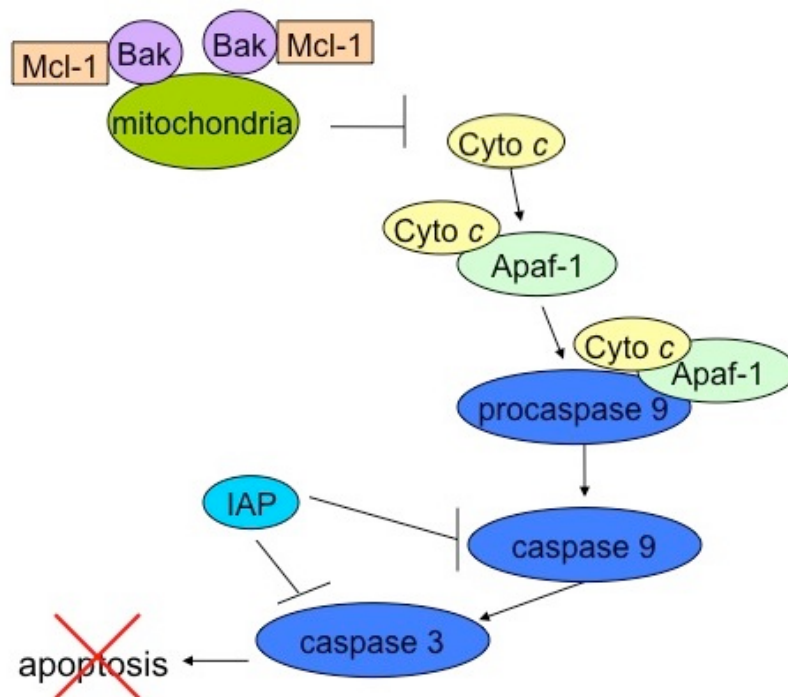 Mcl-1
Bak
Bak
Mcl-1
mitochondria
Cyto c
Cyto c
Apaf-1
Cyto c
Apaf-1
procaspase 9
IAP
caspase 9
caspase 3
apoptosis